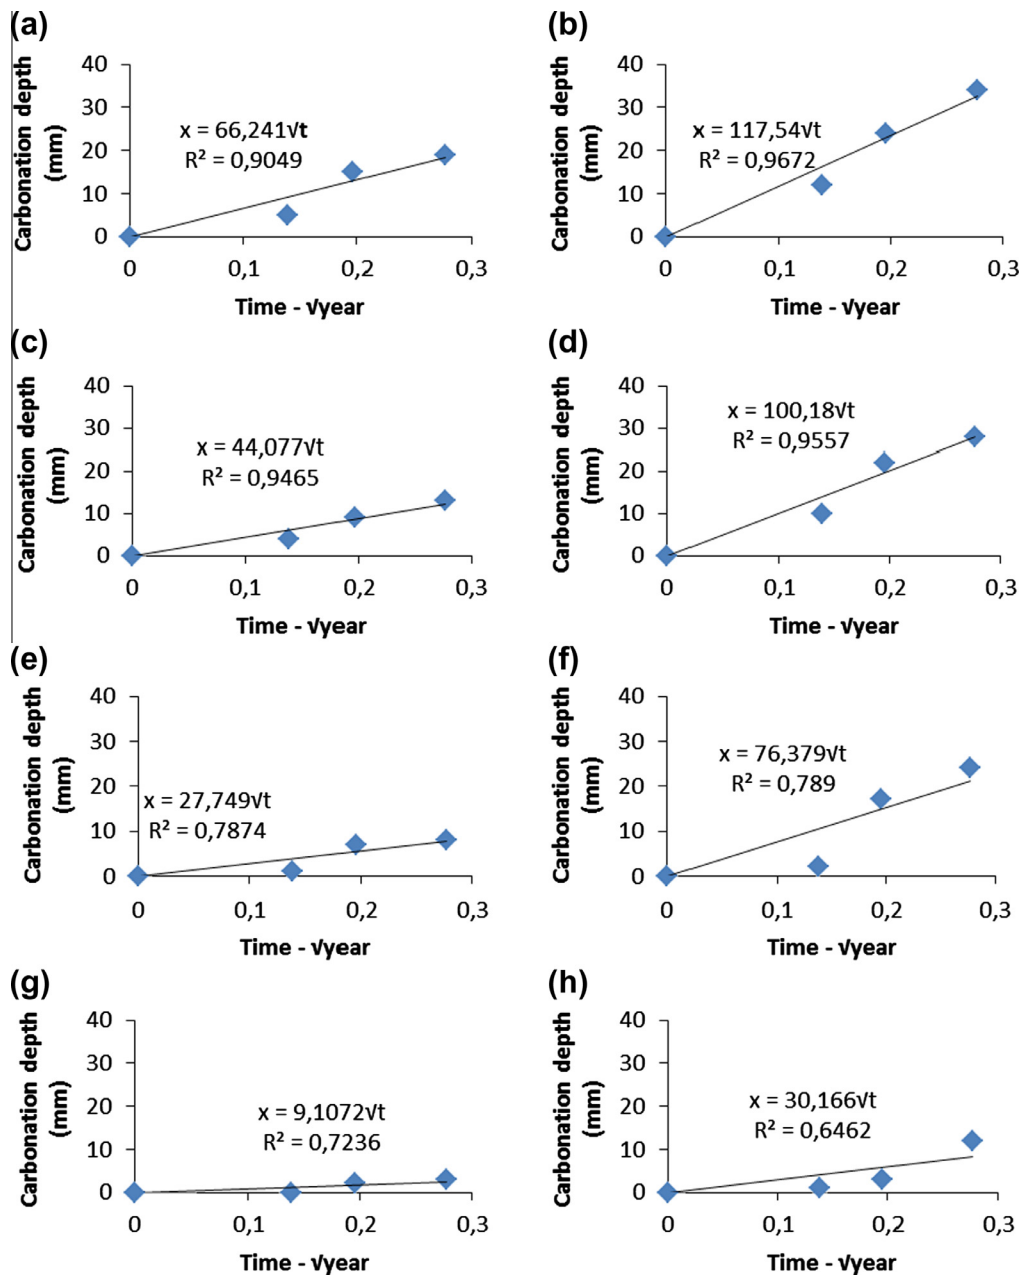 (a)
Carbonation depth
(mm)
40
30
20
10
0
x = 66,241√t
R² = 0,9049
0 0,1 0,2 0,3
Time - √year
(b)
Carbonation depth
(mm)
40
30
20
10
0
x = 117,54√t
R² = 0,9672
0 0,1 0,2 0,3
Time - √year
(c)
Carbonation depth
(mm)
40
30
20
10
0
x = 44,077√t
R² = 0,9465
0 0,1 0,2 0,3
Time - √year
(d)
Carbonation depth
(mm)
40
30
20
10
0
x = 100,18√t
R² = 0,9557
0 0,1 0,2 0,3
Time - √year
(e)
Carbonation depth
(mm)
40
30
20
10
0
x = 27,749√t
R² = 0,7874
0 0,1 0,2 0,3
Time - √year
(f)
Carbonation depth
(mm)
40
30
20
10
0
x = 76,379√t
R² = 0,789
0 0,1 0,2 0,3
Time - √year
(g)
Carbonation depth
(mm)
40
30
20
10
0
x = 9,1072√t
R² = 0,7236
0 0,1 0,2 0,3
Time - √year
(h)
Carbonation depth
(mm)
40
30
20
10
0
x = 30,166√t
R² = 0,6462
0 0,1 0,2 0,3
Time - √year